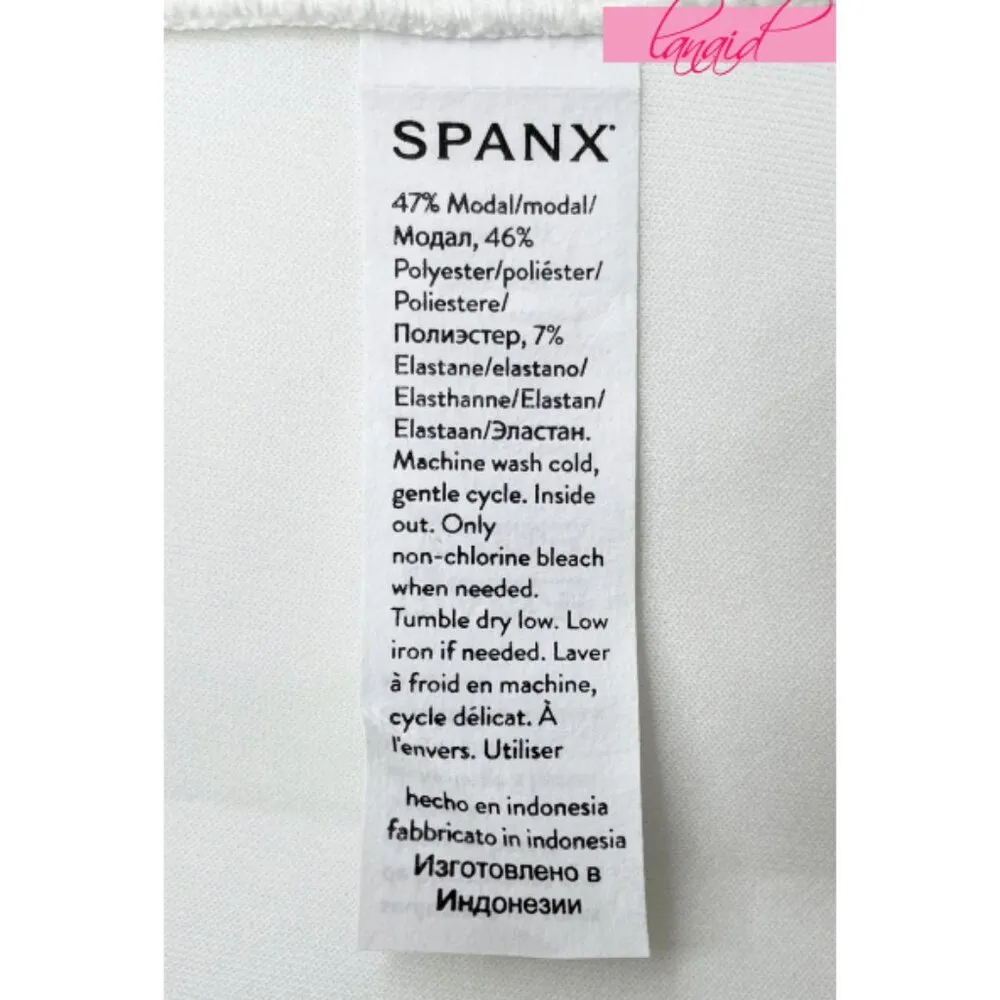 lanaid
SPANX
47% Modal/modal/
Модал, 46%
Polyester/poliéster/
Poliestere/
Полиэстер, 7%
Elastane/elastano/
Elasthanne/Elastan/
Elastaan/Эластан.
Machine wash cold,
gentle cycle. Inside
out. Only
non-chlorine bleach
when needed.
Tumble dry low. Low
iron if needed. Laver
à froid en machine,
cycle délicat. À
l'envers. Utiliser
hecho en indonesia
fabbricato in indonesia
Изготовлено в
Индонезии